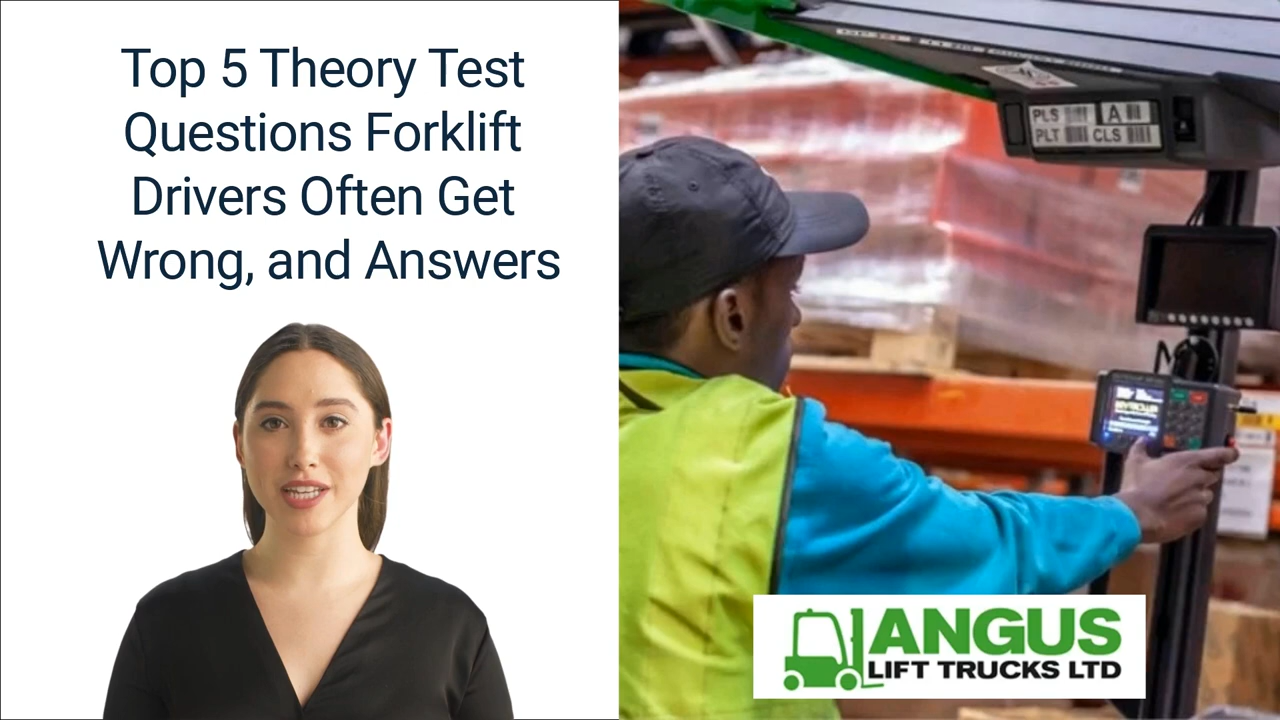 Top 5 Theory Test
Questions Forklift
Drivers Often Get
Wrong, and Answers
PLS A
PLT CLS
ANGUS
LIFT TRUCKS LTD